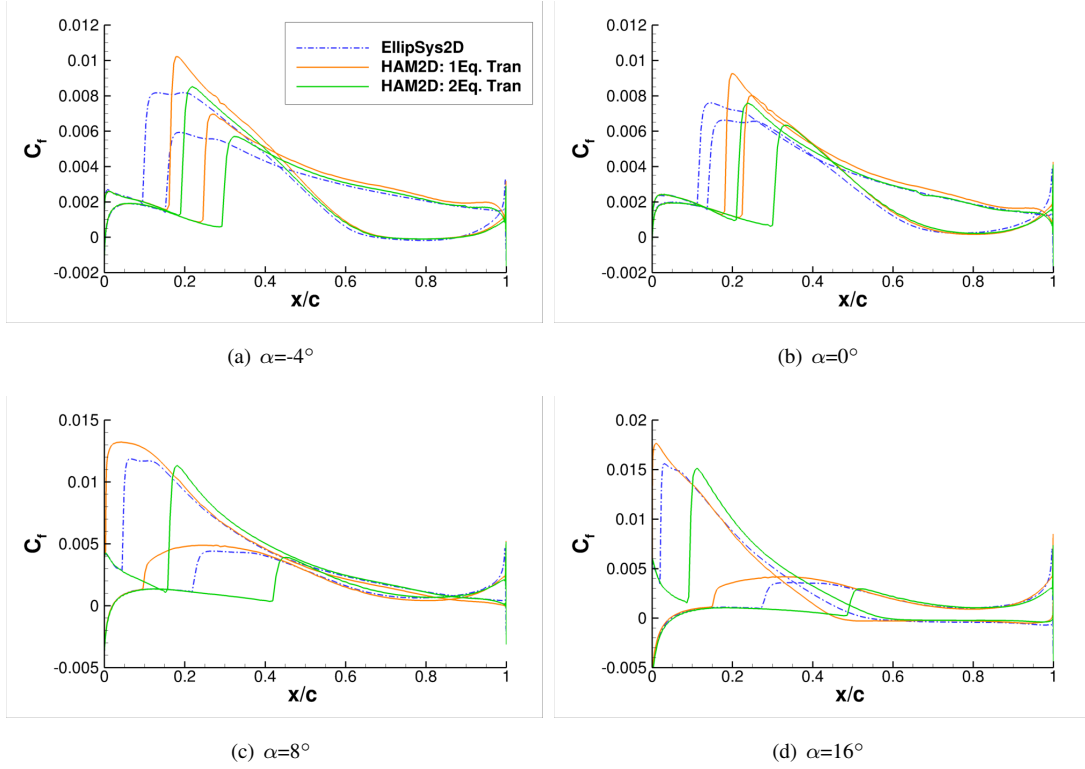 0.012
0.01
0.008
0.006
0.004
0.002
0
-0.002
C_f
0 0.2 0.4 0.6 0.8 1
x/c
EllipSys2D
HAM2D: 1Eq. Tran
HAM2D: 2Eq. Tran
(a) α=-4°
0.012
0.01
0.008
0.006
0.004
0.002
0
-0.002
C_f
0 0.2 0.4 0.6 0.8 1
x/c
(b) α=0°
0.015
0.01
0.005
0
-0.005
C_f
0 0.2 0.4 0.6 0.8 1
x/c
(c) α=8°
0.02
0.015
0.01
0.005
0
-0.005
C_f
0 0.2 0.4 0.6 0.8 1
x/c
(d) α=16°